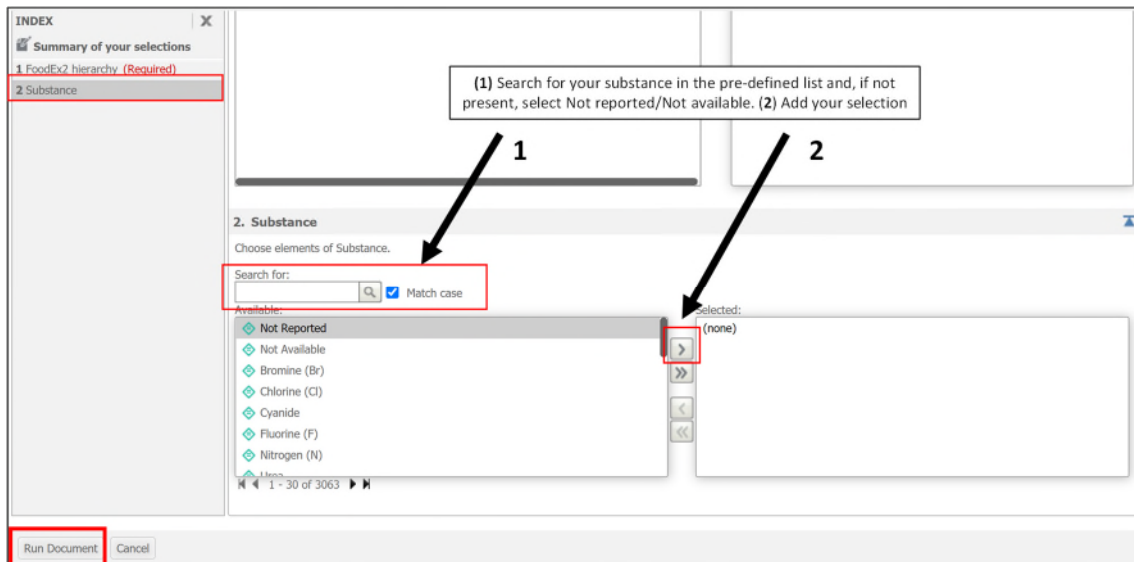 INDEX X
Summary of your selections
1 FoodEx2 hierarchy (Required)
2 Substance
(1) Search for your substance in the pre-defined list and, if not
present, select Not reported/Not available. (2) Add your selection
1
2
2. Substance
Choose elements of Substance.
Search for:
Match case
Available:
Selected:
Not Reported
(none)
Not Available
Bromine (Br)
Chlorine (Cl)
Cyanide
Fluorine (F)
Nitrogen (N)
Urea
1 - 30 of 3063
Run Document
Cancel